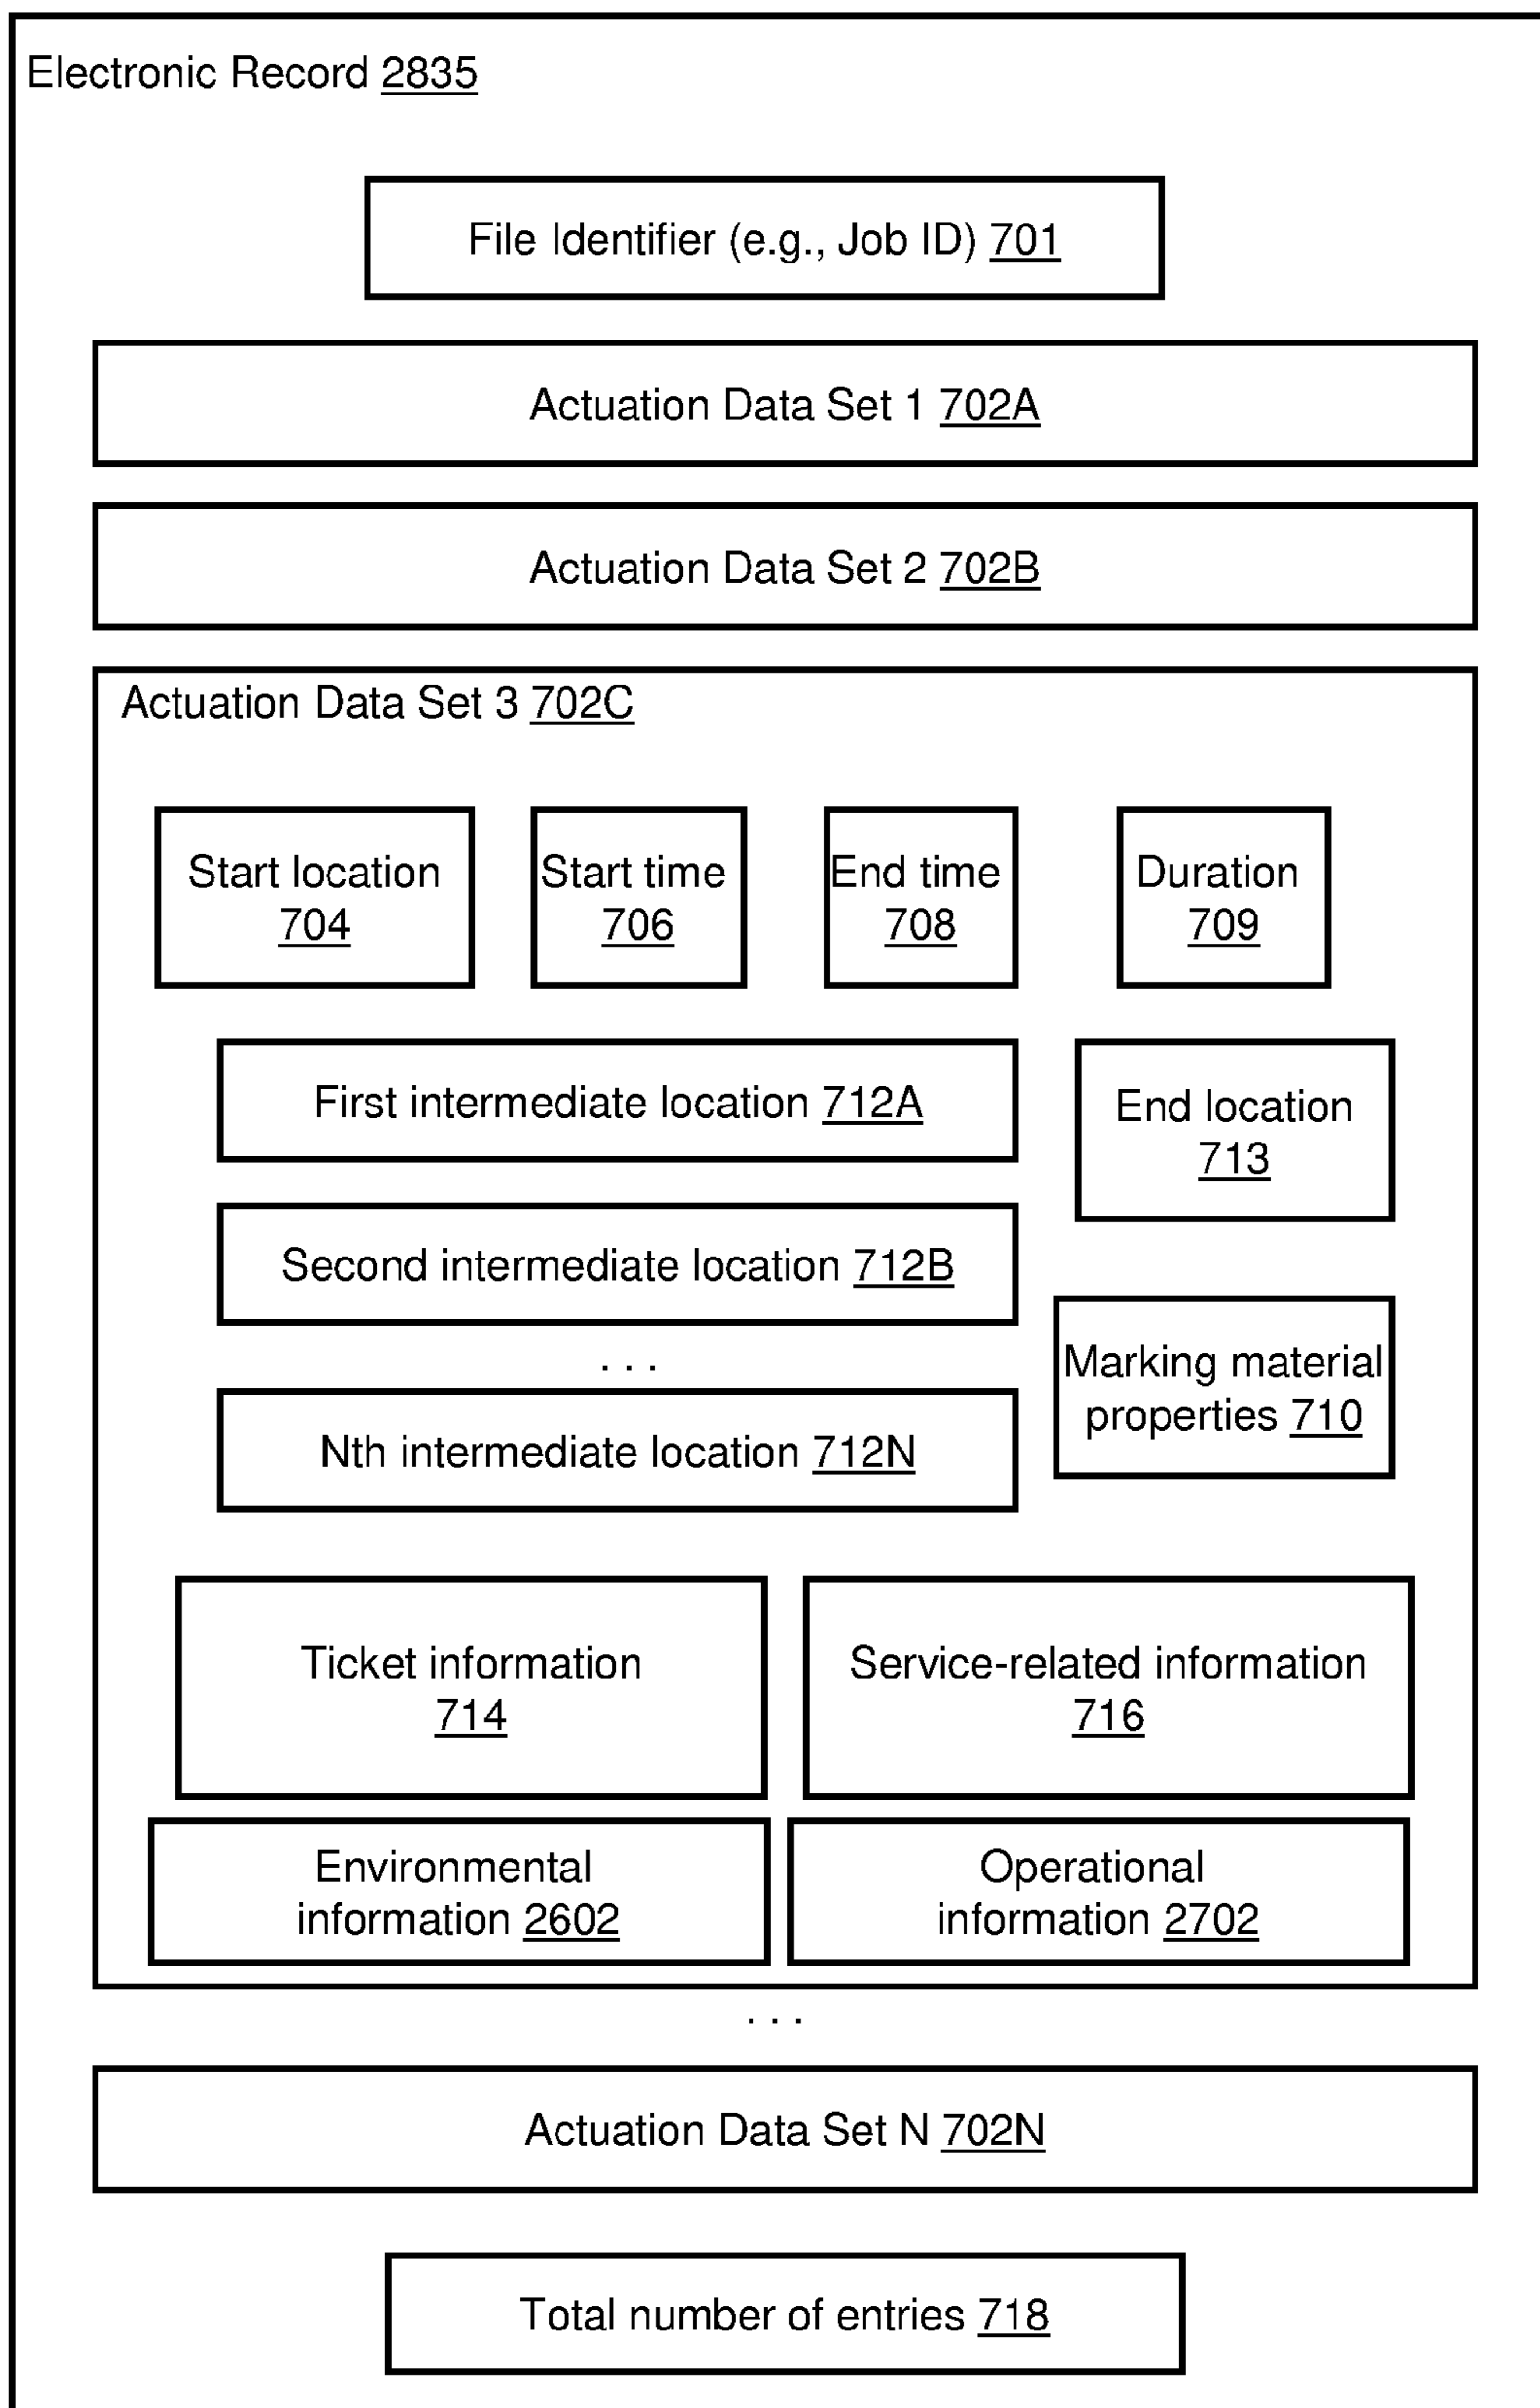 Electronic Record 2835
File Identifier (e.g., Job ID) 701
Actuation Data Set 1 702A
Actuation Data Set 2 702B
Actuation Data Set 3 702C
Start location
704
Start time
706
End time
708
Duration
709
First intermediate location 712A
End location
713
Second intermediate location 712B
. . .
Marking material
properties 710
Nth intermediate location 712N
Ticket information
714
Service-related information
716
Environmental
information 2602
Operational
information 2702
. . .
Actuation Data Set N 702N
Total number of entries 718